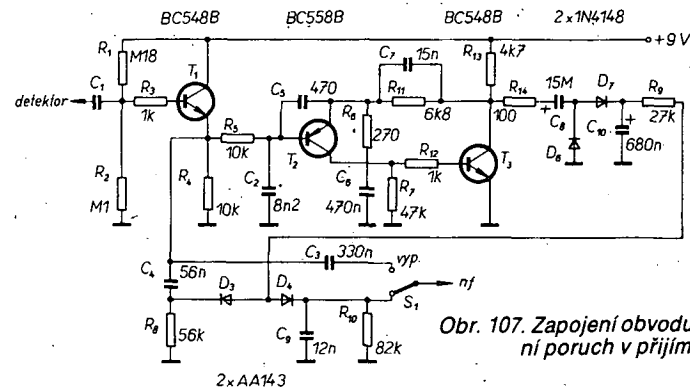 BC548B
BC558B
BC548B
2×1N4148
+9V
R1
M18
C7
15n
R13
4k7
C1
R3
T1
C5
470
R6
R11
6k8
R14
15M
D7
R9
detektor
1k
270
100
C8
C10
27k
R5
10k
T2
R12
1k
T3
D6
680n
R2
M1
R4
10k
C2
8n2
C6
470n
R7
47k
C3
330n
vyp.
C4
56n
D3
D4
S1
nf
R8
56k
C9
12n
R10
82k
2×AA143
Obr. 107. Zapojení obvodu
ní poruch v přijím